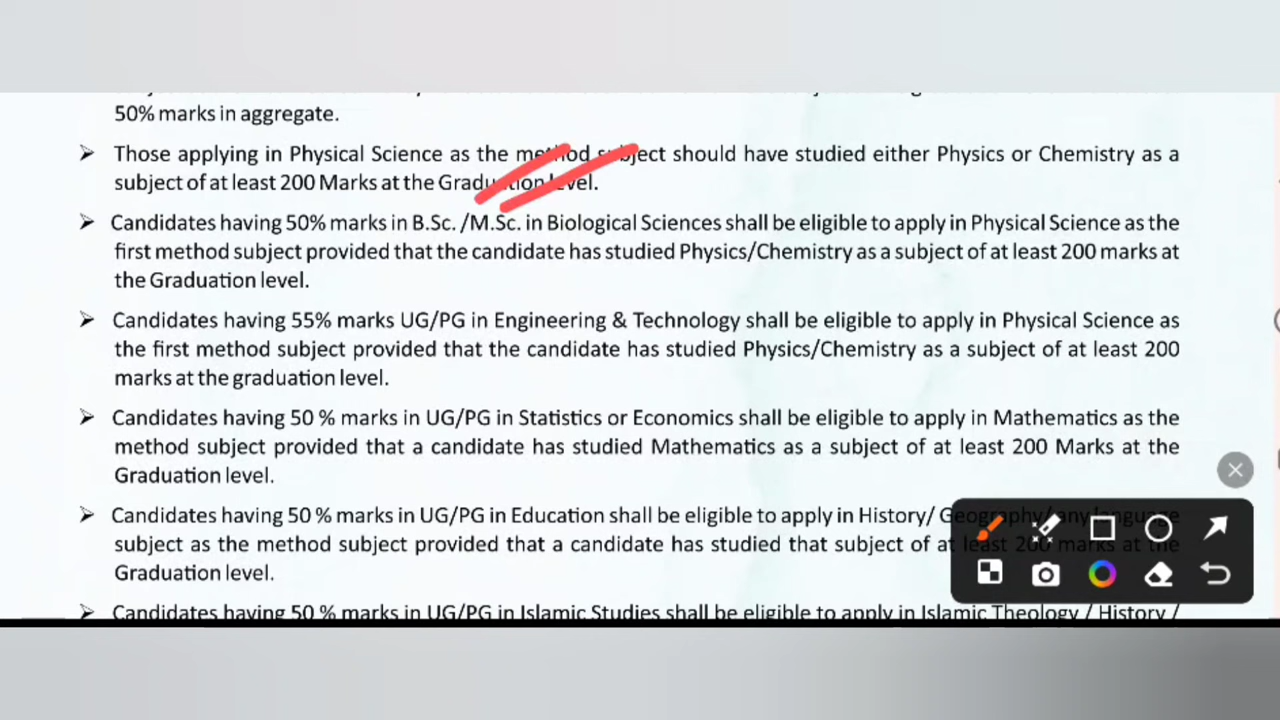 50% marks in aggregate.
➢ Those applying in Physical Science as the method subject should have studied either Physics or Chemistry as a
subject of at least 200 Marks at the Graduation level.
➢ Candidates having 50% marks in B.Sc. /M.Sc. in Biological Sciences shall be eligible to apply in Physical Science as the
first method subject provided that the candidate has studied Physics/Chemistry as a subject of at least 200 marks at
the Graduation level.
➢ Candidates having 55% marks UG/PG in Engineering & Technology shall be eligible to apply in Physical Science as
the first method subject provided that the candidate has studied Physics/Chemistry as a subject of at least 200
marks at the graduation level.
➢ Candidates having 50 % marks in UG/PG in Statistics or Economics shall be eligible to apply in Mathematics as the
method subject provided that a candidate has studied Mathematics as a subject of at least 200 Marks at the
Graduation level.
➢ Candidates having 50 % marks in UG/PG in Education shall be eligible to apply in History/ Geography/ any language
subject as the method subject provided that a candidate has studied that subject of at least 200 marks at the
Graduation level.
➢ Candidates having 50 % marks in UG/PG in Islamic Studies shall be eligible to apply in Islamic Theology / History /